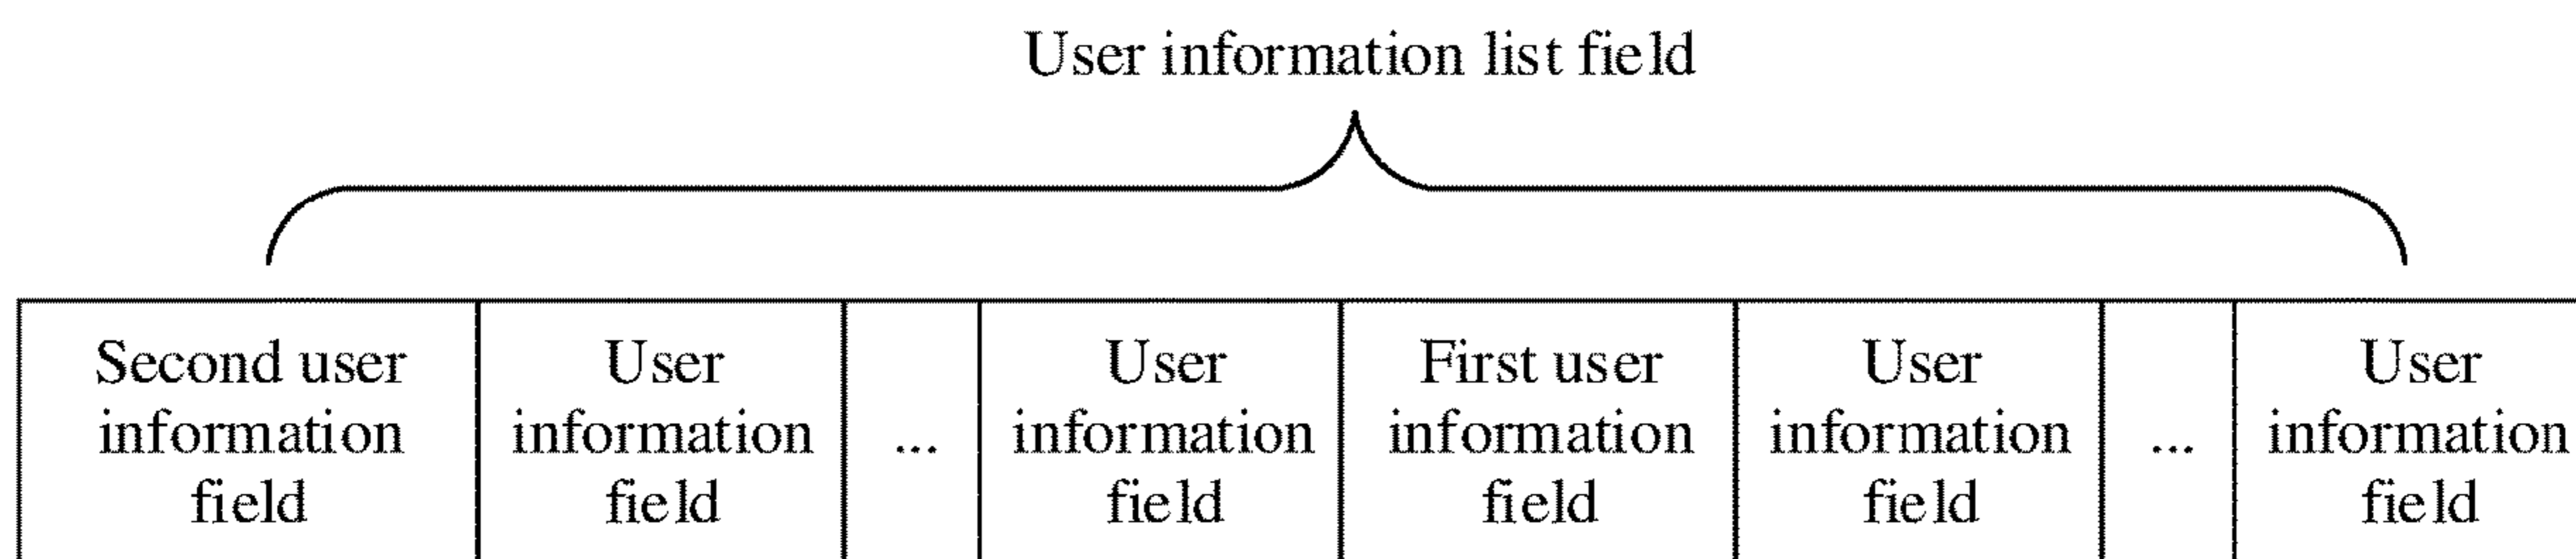 User information list field
Second user
information
field
User
information
field
...
User
information
field
First user
information
field
User
information
field
...
User
information
field